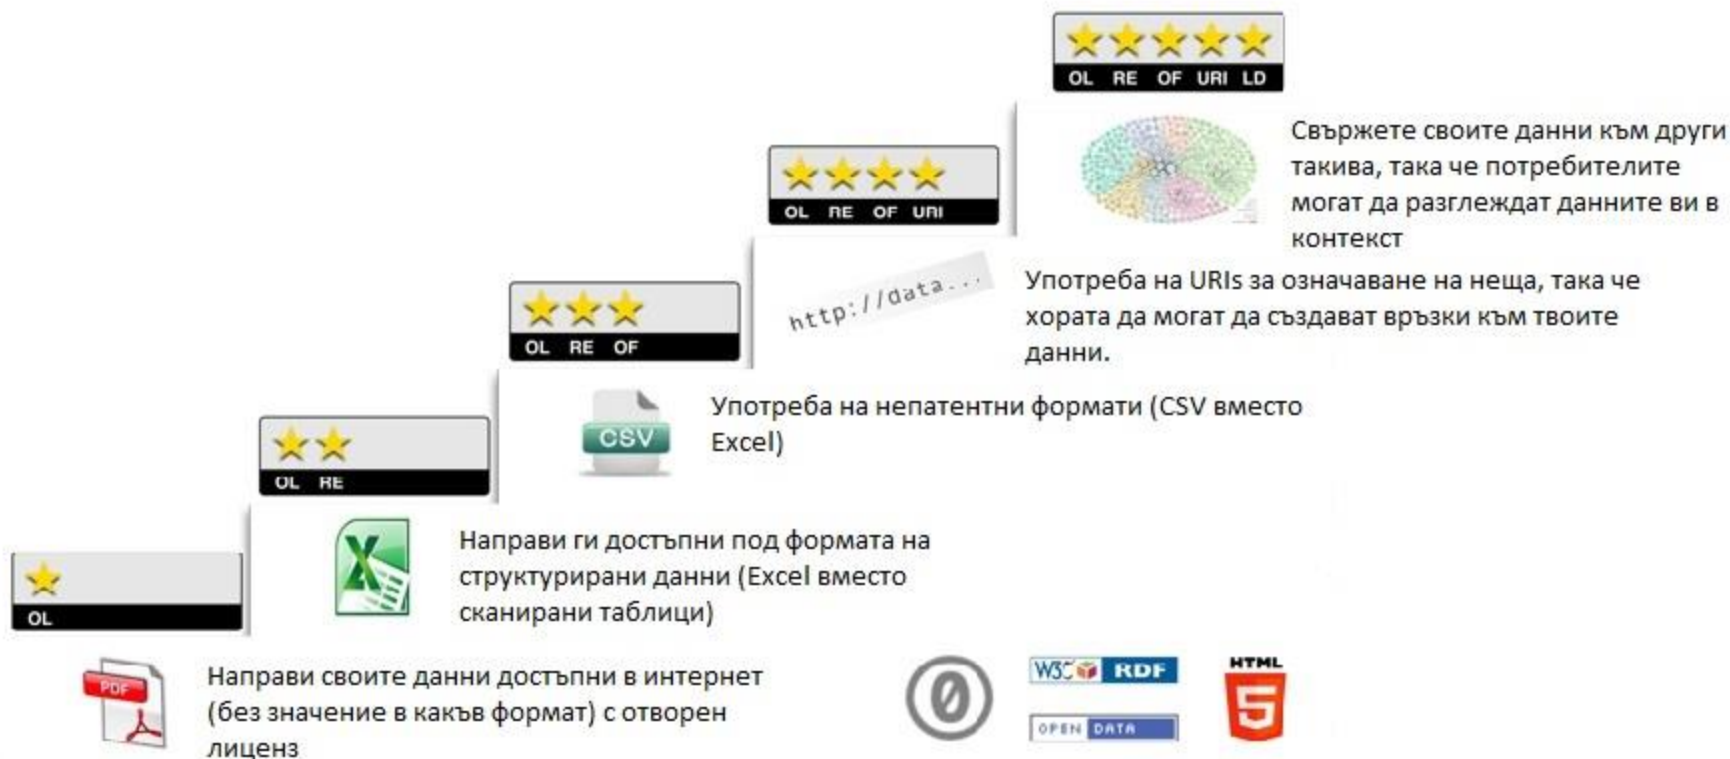 OL RE OF URI LD
Свържете своите данни към други
такива, така че потребителите
могат да разглеждат данните ви в
контекст
OL RE OF URI
http://data...
Употреба на URIs за означаване на неща, така че
хората да могат да създават връзки към твоите
данни.
OL RE OF
CSV
Употреба на непатентни формати (CSV вместо
Excel)
OL RE
X
Направи ги достъпни под формата на
структурирани данни (Excel вместо
сканирани таблици)
OL
PDF
Направи своите данни достъпни в интернет
(без значение в какъв формат) с отворен
лиценз
0
W3C RDF
OPEN DATA
HTML
5